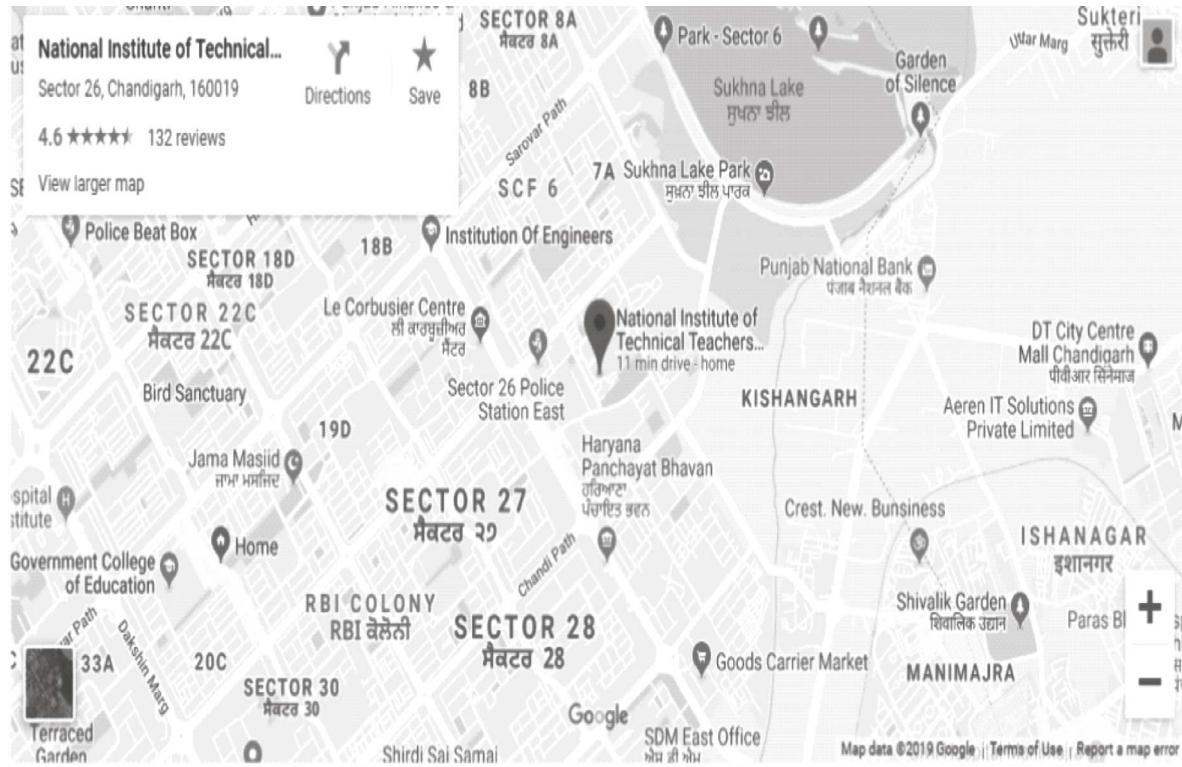 National Institute of Technical...
Sector 26, Chandigarh, 160019
4.6
132 reviews
View larger map
Directions
Save
SECTOR 8A
ਸੈਕਟਰ 8A
8B
Park - Sector 6
Sukteri
सुक़ेरी
Uttar Marg
Garden
of Silence
Sukhna Lake
ਸੁਖਨਾ ਝੀਲ
Sarovar Path
7A
Sukhna Lake Park
ਸੁਖਨਾ ਝੀਲ ਪਾਰਕ
SCF 6
Police Beat Box
18B
Institution Of Engineers
SECTOR 18D
ਸੈਕਟਰ 18D
Punjab National Bank
ਪੰਜਾਬ ਨੈਸ਼ਨਲ ਬੈਂਕ
SECTOR 22C
ਸੈਕਟਰ 22C
Le Corbusier Centre
ਲੀ ਕਾਰਬੂਜ਼ੀਅਰ
ਸੈਂਟਰ
National Institute of
Technical Teachers...
11 min drive - home
DT City Centre
Mall Chandigarh
पीवीआर सिनेमाज
22C
Bird Sanctuary
Sector 26 Police
Station East
KISHANGARH
Aeren IT Solutions
Private Limited
19D
Haryana
Panchayat Bhavan
ਹਰਿਆਣਾ
ਪੰਚਾਇਤ ਭਵਨ
Jama Masjid
ਜਾਮਾ ਮਸਜਿਦ
SECTOR 27
ਸੈਕਟਰ ੨੭
Crest. New. Bunsiness
ISHANAGAR
इशानगर
Home
Government College
of Education
Chandi Path
RBI COLONY
RBI ਕੋਲੋਨੀ
SECTOR 28
ਸੈਕਟਰ 28
Shivalik Garden
शिवालिक उद्यान
Paras
Dakshin Marg
33A
20C
Goods Carrier Market
MANIMAJRA
SECTOR 30
ਸੈਕਟਰ 30
Google
Terraced
Garden
Shirdi Sai Samai
SDM East Office
ਐਸ ਡੀ ਐਮ
Map data ©2019 Google
Terms of Use
Report a map error